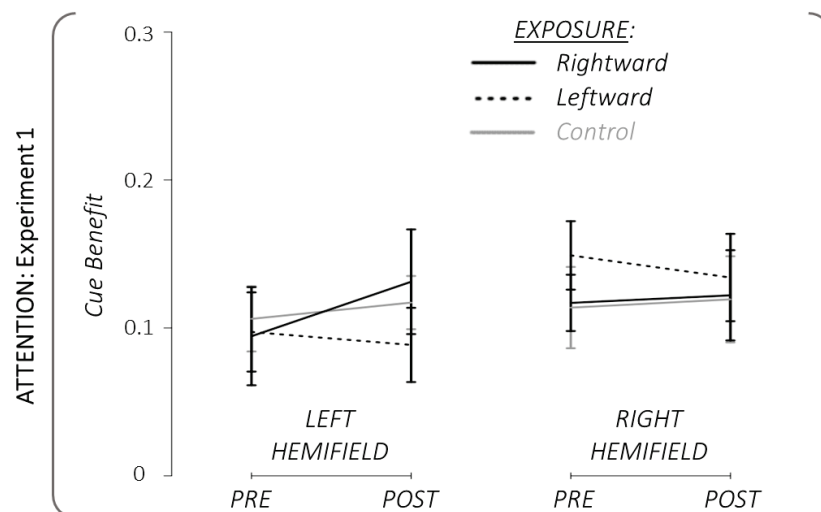 EXPOSURE:
Rightward
Leftward
Control
ATTENTION: Experiment 1
Cue Benefit
0.3
0.2
0.1
0
LEFT
HEMIFIELD
RIGHT
HEMIFIELD
PRE
POST
PRE
POST